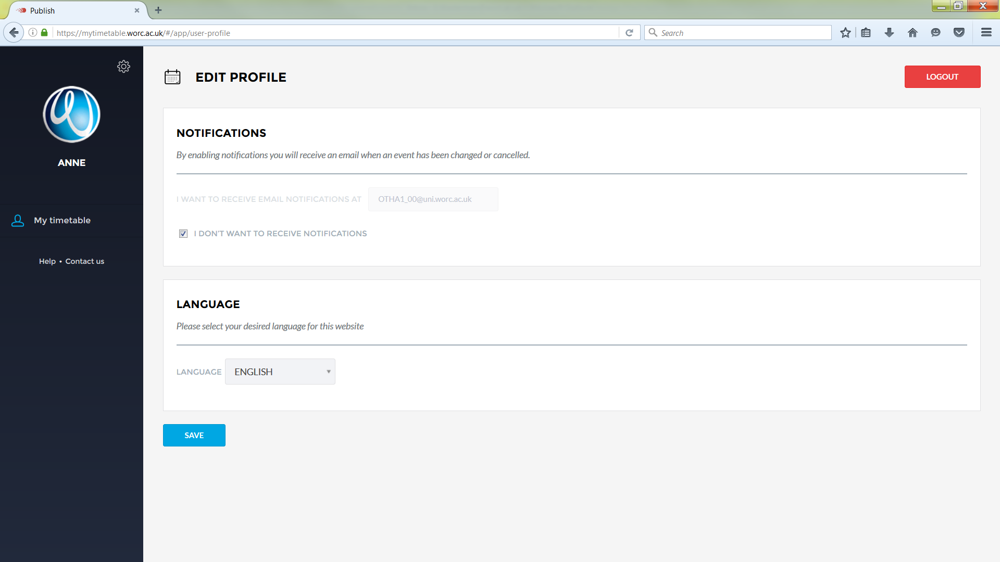 Publish
https://mytimetable.worc.ac.uk/#/app/user-profile
Search
ANNE
My timetable
Help • Contact us
EDIT PROFILE
LOGOUT
NOTIFICATIONS
By enabling notifications you will receive an email when an event has been changed or cancelled.
I WANT TO RECEIVE EMAIL NOTIFICATIONS AT OTHA1_00@uni.worc.ac.uk
I DON'T WANT TO RECEIVE NOTIFICATIONS
LANGUAGE
Please select your desired language for this website
LANGUAGE ENGLISH
SAVE